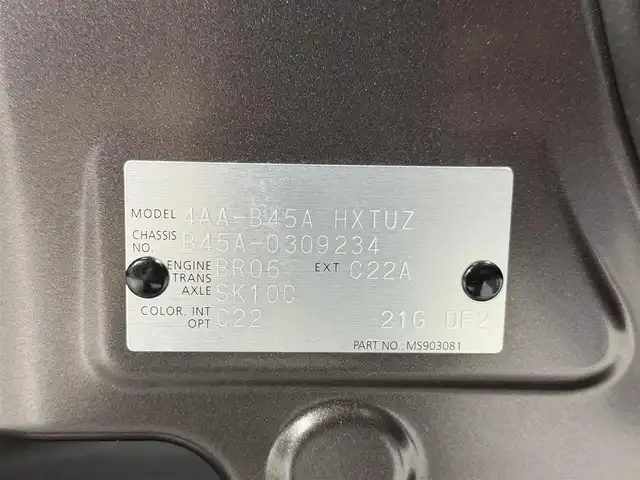 MODEL 4AA-B45A HXTUZ
CHASSIS NO. B45A-0309234
ENGINE BR06 EXT C22A
TRANS AXLE SK10C
COLOR. INT OPT C22 21G DF2
PART NO.: MS903081